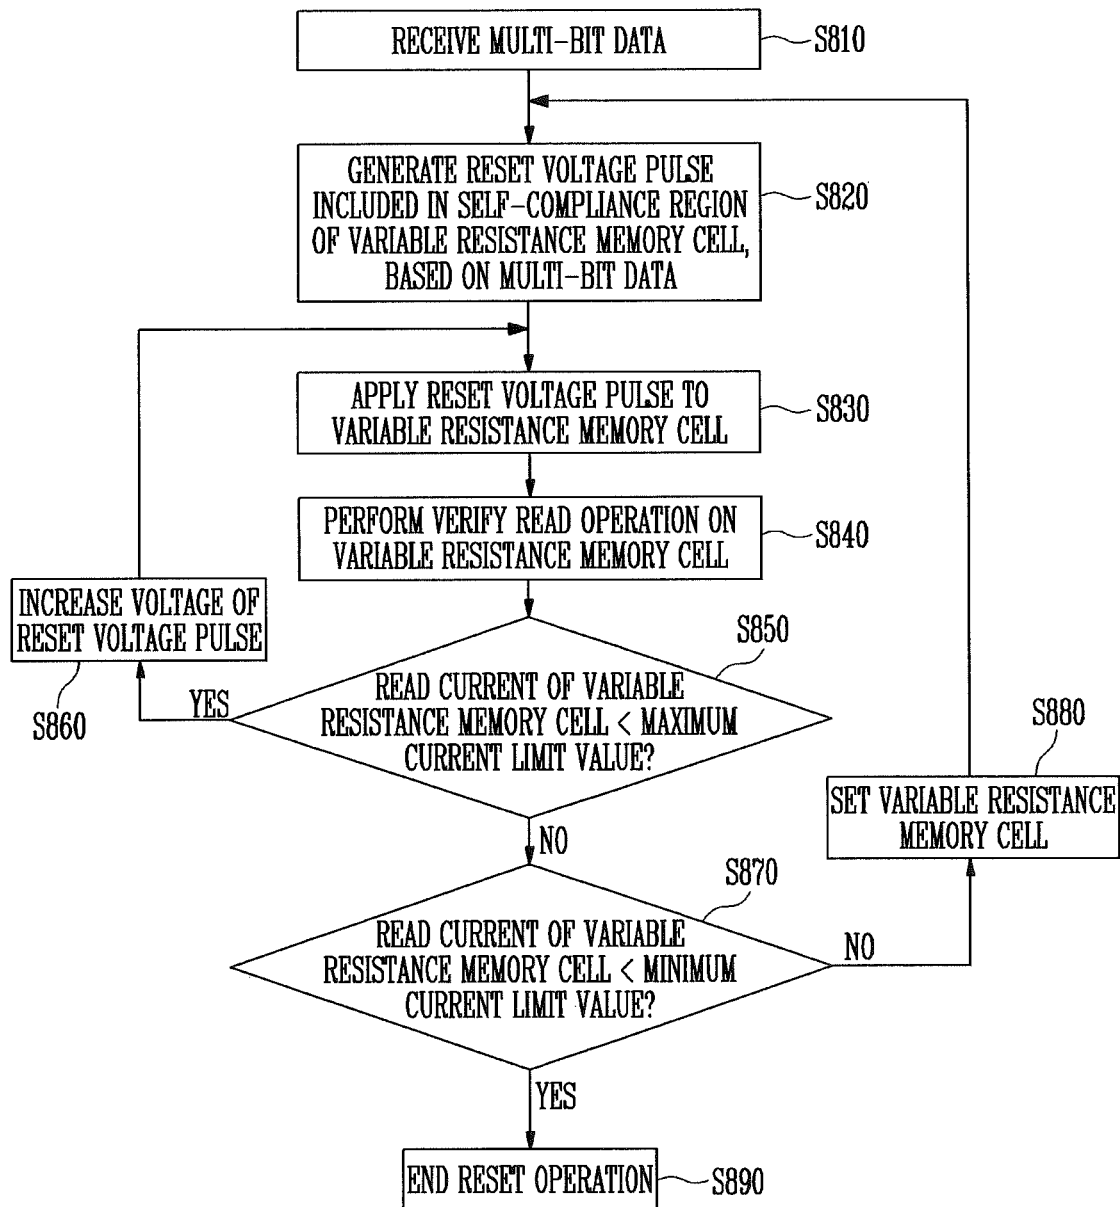 RECEIVE MULTI-BIT DATA
S810
GENERATE RESET VOLTAGE PULSE
INCLUDED IN SELF-COMPLIANCE REGION
OF VARIABLE RESISTANCE MEMORY CELL,
BASED ON MULTI-BIT DATA
S820
APPLY RESET VOLTAGE PULSE TO
VARIABLE RESISTANCE MEMORY CELL
S830
PERFORM VERIFY READ OPERATION ON
VARIABLE RESISTANCE MEMORY CELL
S840
INCREASE VOLTAGE OF
RESET VOLTAGE PULSE
S860
YES
READ CURRENT OF VARIABLE
RESISTANCE MEMORY CELL < MAXIMUM
CURRENT LIMIT VALUE?
S850
NO
S880
SET VARIABLE RESISTANCE
MEMORY CELL
READ CURRENT OF VARIABLE
RESISTANCE MEMORY CELL < MINIMUM
CURRENT LIMIT VALUE?
S870
NO
YES
END RESET OPERATION
S890